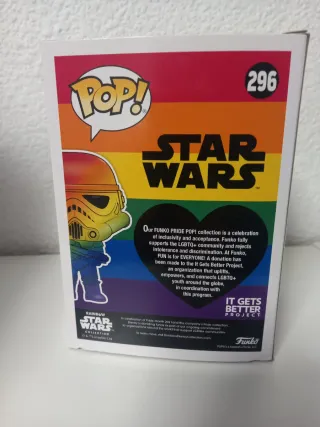 POP!
296
STAR
WARS
Our FUNKO PRIDE POP! collection is a celebration
of inclusivity and acceptance. Funko fully
supports the LGBTQ+ community and rejects
intolerance and discrimination. At Funko,
FUN is for EVERYONE! A donation has
been made to the It Gets Better Project,
an organization that uplifts,
empowers, and connects LGBTQ+
youth around the globe,
in coordination with
this program.
IT GETS
BETTER
PROJECT
RAINBOW
STAR
WARS
COLLECTION
Funko